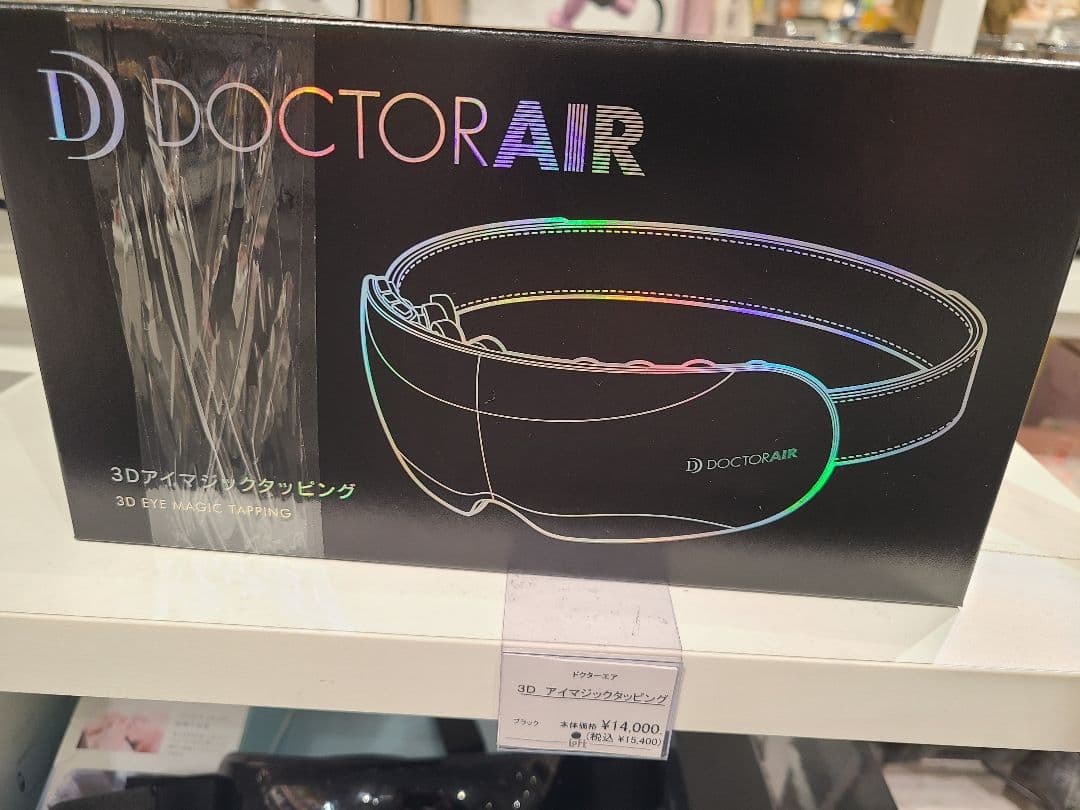 DOCTORAIR
3Dアイマジックタッピング
3D EYE MAGIC TAPPING
DOCTORAIR
ドクターエア
3D アイマジックタッピング
ブラック 本体価格 ¥14,000
(税込 ¥15,400)
Loft